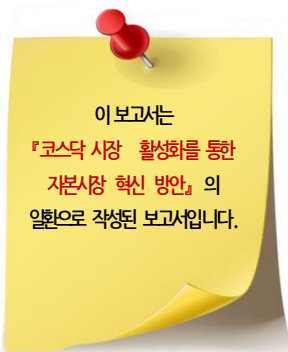 이 보고서는
『코스닥 시장 활성화를 통한
자본시장 혁신 방안』의
일환으로 작성된 보고서입니다.